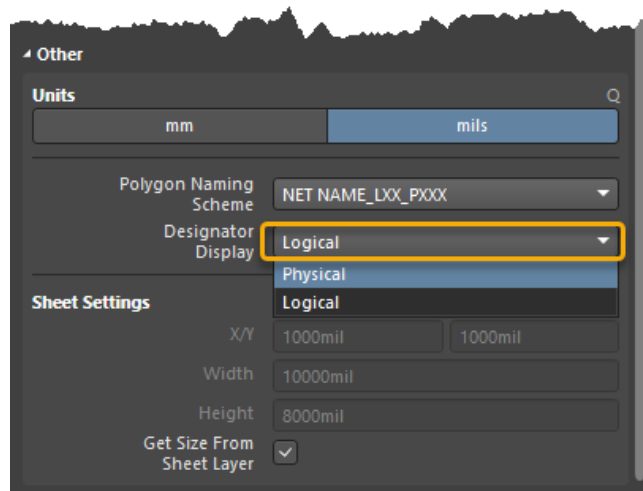 Other
Units
Q
mm
mils
Polygon Naming
Scheme
NET NAME_LXX_PXXX
Designator
Display
Logical
Physical
Logical
Sheet Settings
X/Y
1000mil
1000mil
Width
10000mil
Height
8000mil
Get Size From
Sheet Layer